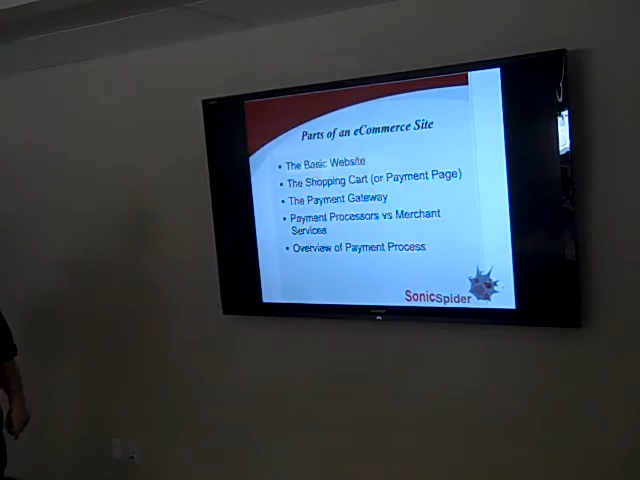 Parts of an eCommerce Site
• The Basic Website
• The Shopping Cart (or Payment Page)
• The Payment Gateway
• Payment Processors vs Merchant
Services
• Overview of Payment Process
SonicSpider